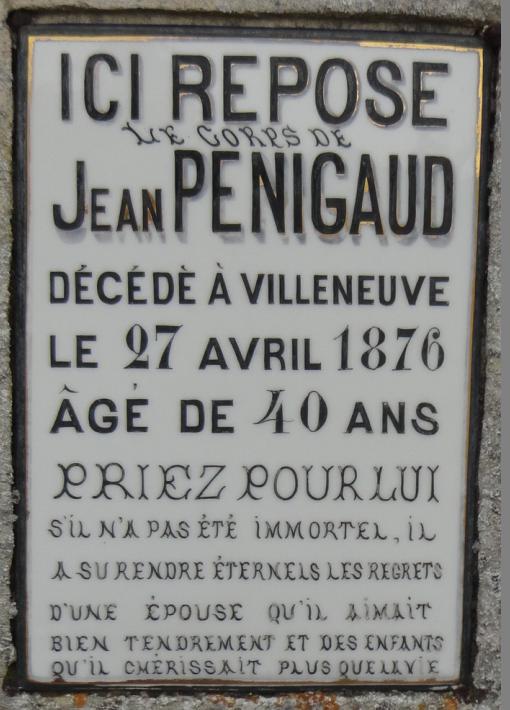 ICI REPOSE
LE CORPS DE
JEAN PENIGAUD
DÉCÉDÈ À VILLENEUVE
LE 27 AVRIL 1876
ÂGÉ DE 40 ANS
PRIEZ POUR LUI
S'IL N'A PAS ÉTÉ IMMORTEL, IL
A SU RENDRE ÉTERNELS LES REGRETS
D'UNE ÉPOUSE QU'IL AIMAIT
BIEN TENDREMENT ET DES ENFANTS
QU'IL CHÉRISSAIT PLUS QUE LA VIE